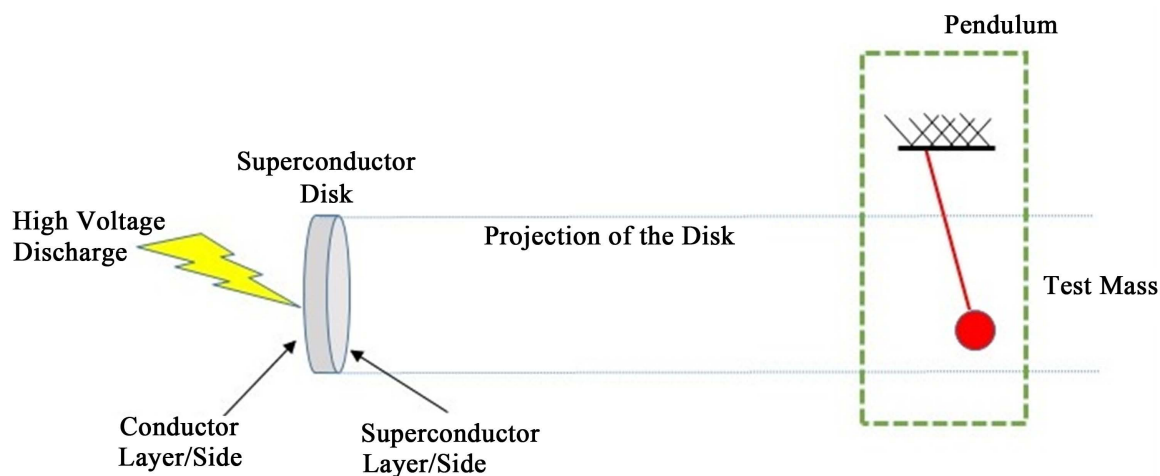 Pendulum
Superconductor
Disk
High Voltage
Discharge
Projection of the Disk
Test Mass
Conductor
Layer/Side
Superconductor
Layer/Side